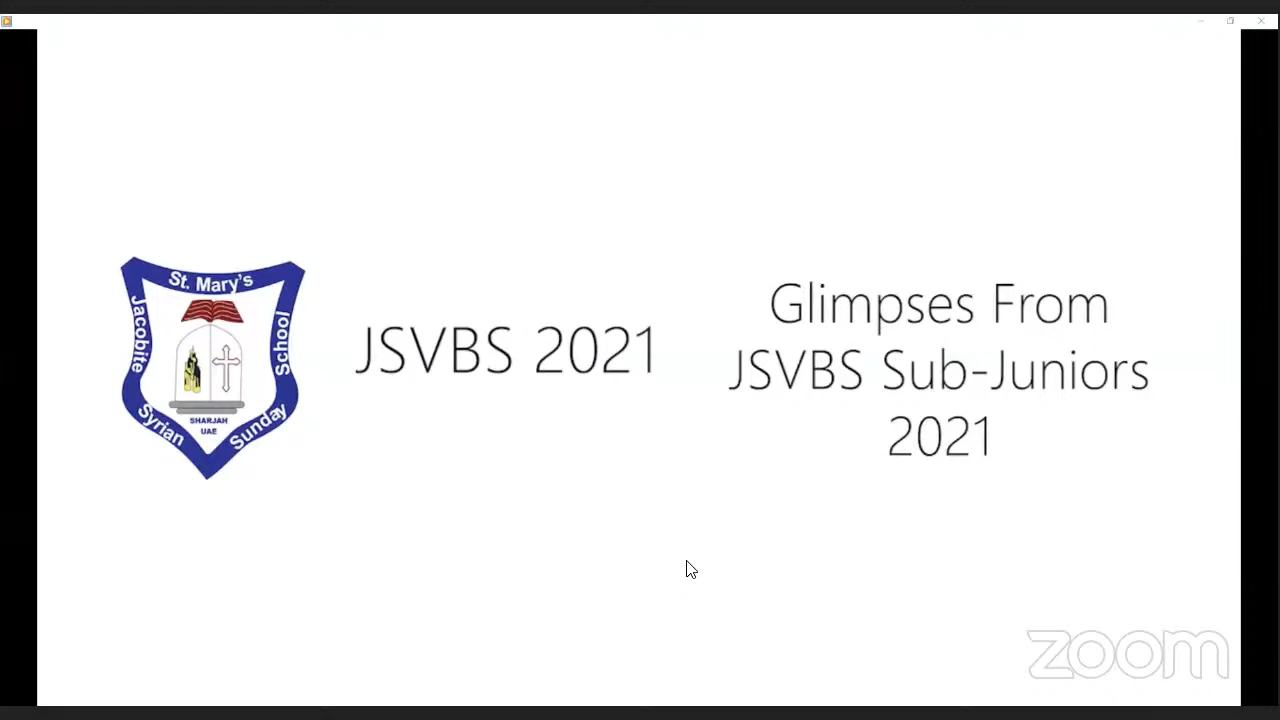 St. Mary's
Jacobite
Syrian
Sunday
School
SHARJAH
UAE
JSVBS 2021
Glimpses From
JSVBS Sub-Juniors
2021
zoom